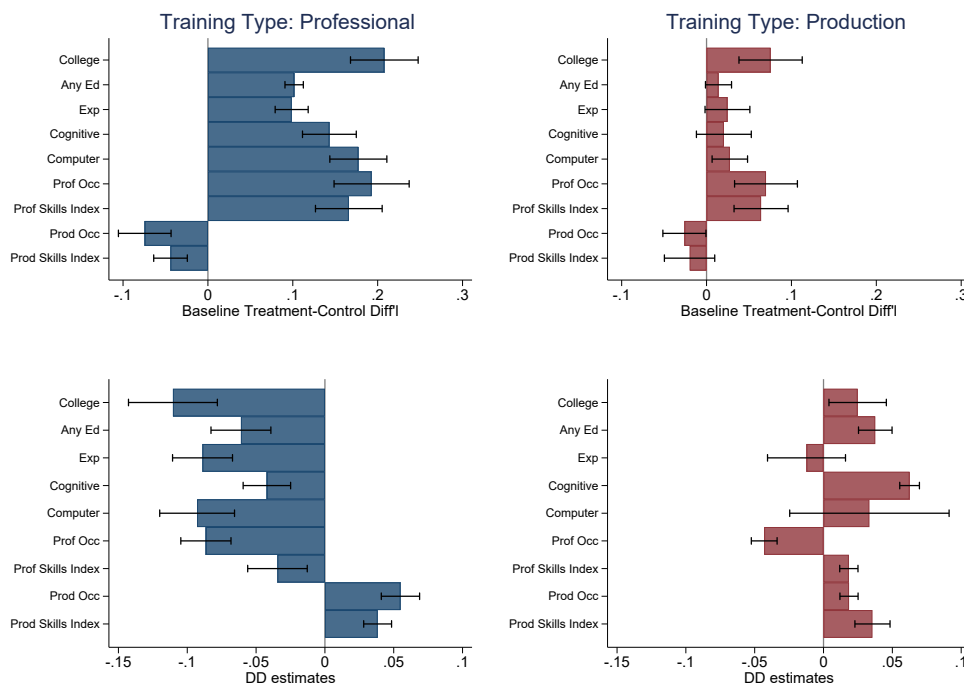 Training Type: Professional
College
Any Ed
Exp
Cognitive
Computer
Prof Occ
Prof Skills Index
Prod Occ
Prod Skills Index
-.1 0 .1 .2 .3
Baseline Treatment-Control Diff'l
Training Type: Production
College
Any Ed
Exp
Cognitive
Computer
Prof Occ
Prof Skills Index
Prod Occ
Prod Skills Index
-.1 0 .1 .2 .3
Baseline Treatment-Control Diff'l
College
Any Ed
Exp
Cognitive
Computer
Prof Occ
Prof Skills Index
Prod Occ
Prod Skills Index
-.15 -.1 -.05 0 .05 .1
DD estimates
College
Any Ed
Exp
Cognitive
Computer
Prof Occ
Prof Skills Index
Prod Occ
Prod Skills Index
-.15 -.1 -.05 0 .05 .1
DD estimates